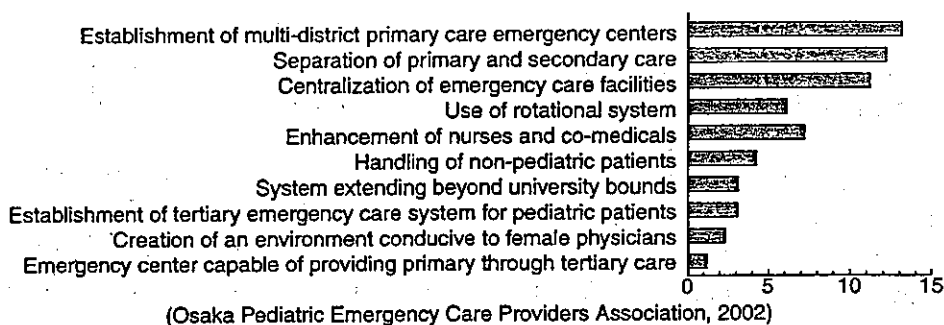 Establishment of multi-district primary care emergency centers
Separation of primary and secondary care
Centralization of emergency care facilities
Use of rotational system
Enhancement of nurses and co-medicals
Handling of non-pediatric patients
System extending beyond university bounds
Establishment of tertiary emergency care system for pediatric patients
Creation of an environment conducive to female physicians
Emergency center capable of providing primary through tertiary care
0 5 10 15
(Osaka Pediatric Emergency Care Providers Association, 2002)